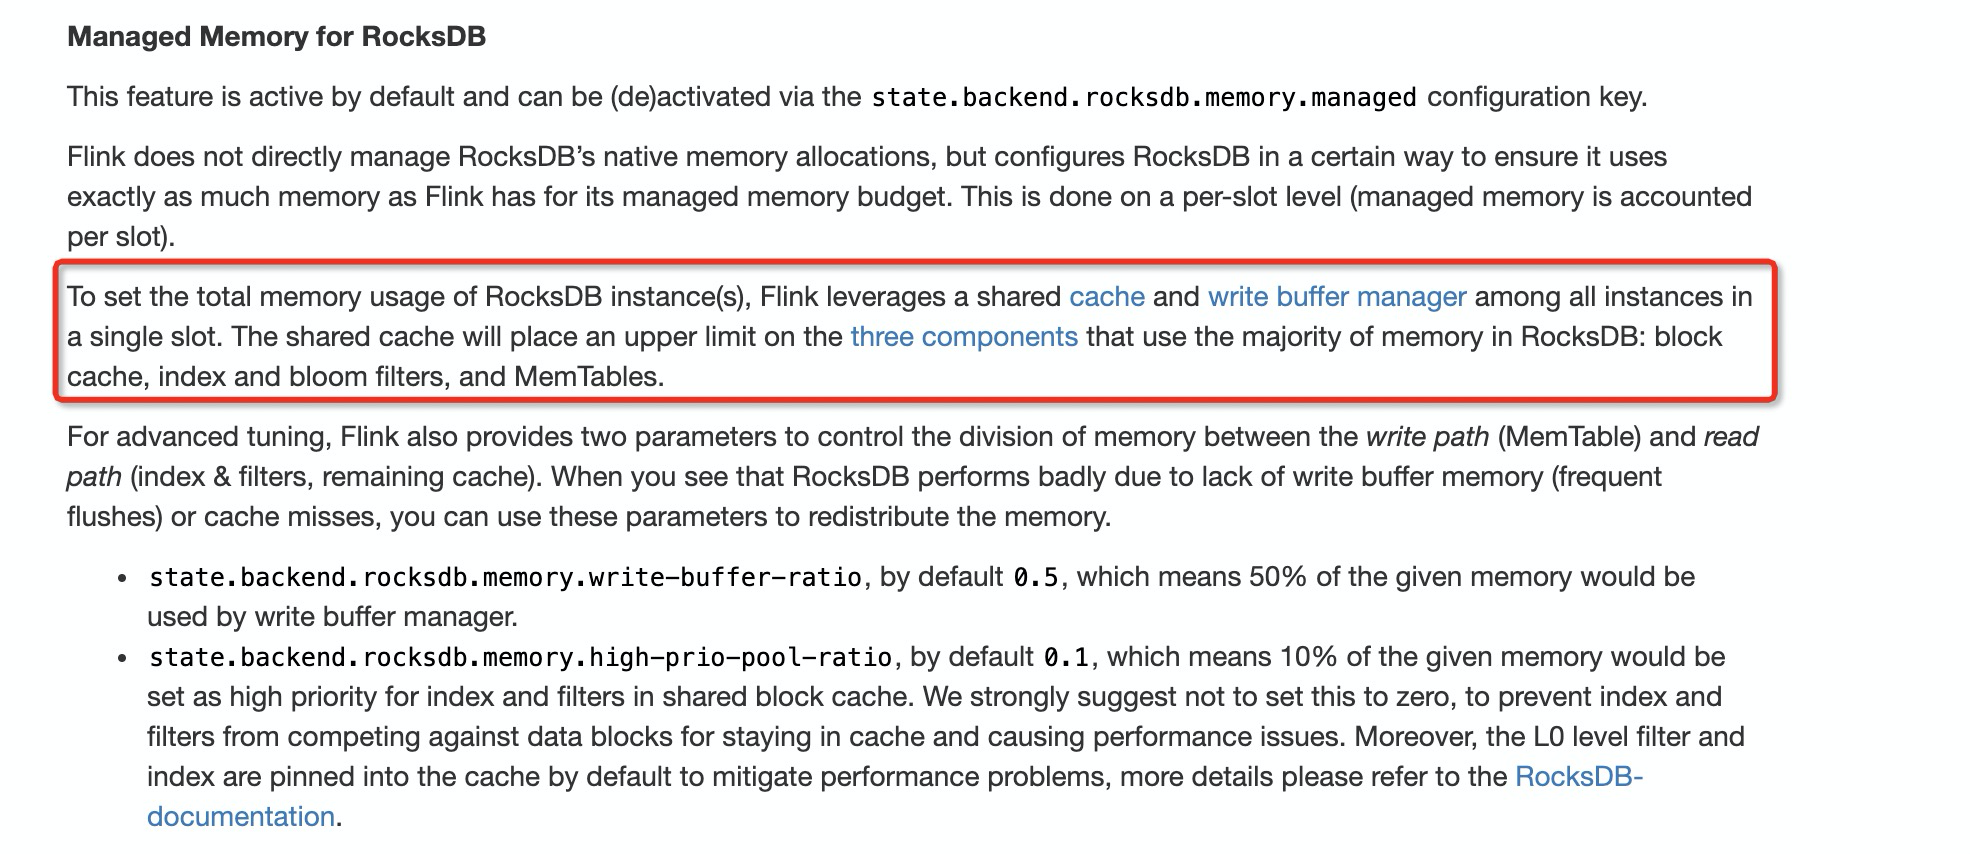 Managed Memory for RocksDB
This feature is active by default and can be (de)activated via the state.backend.rocksdb.memory.managed configuration key.
Flink does not directly manage RocksDB’s native memory allocations, but configures RocksDB in a certain way to ensure it uses
exactly as much memory as Flink has for its managed memory budget. This is done on a per-slot level (managed memory is accounted
per slot).
To set the total memory usage of RocksDB instance(s), Flink leverages a shared cache and write buffer manager among all instances in
a single slot. The shared cache will place an upper limit on the three components that use the majority of memory in RocksDB: block
cache, index and bloom filters, and MemTables.
For advanced tuning, Flink also provides two parameters to control the division of memory between the write path (MemTable) and read
path (index & filters, remaining cache). When you see that RocksDB performs badly due to lack of write buffer memory (frequent
flushes) or cache misses, you can use these parameters to redistribute the memory.
• state.backend.rocksdb.memory.write-buffer-ratio, by default 0.5, which means 50% of the given memory would be
used by write buffer manager.
• state.backend.rocksdb.memory.high-prio-pool-ratio, by default 0.1, which means 10% of the given memory would be
set as high priority for index and filters in shared block cache. We strongly suggest not to set this to zero, to prevent index and
filters from competing against data blocks for staying in cache and causing performance issues. Moreover, the L0 level filter and
index are pinned into the cache by default to mitigate performance problems, more details please refer to the RocksDB-
documentation.